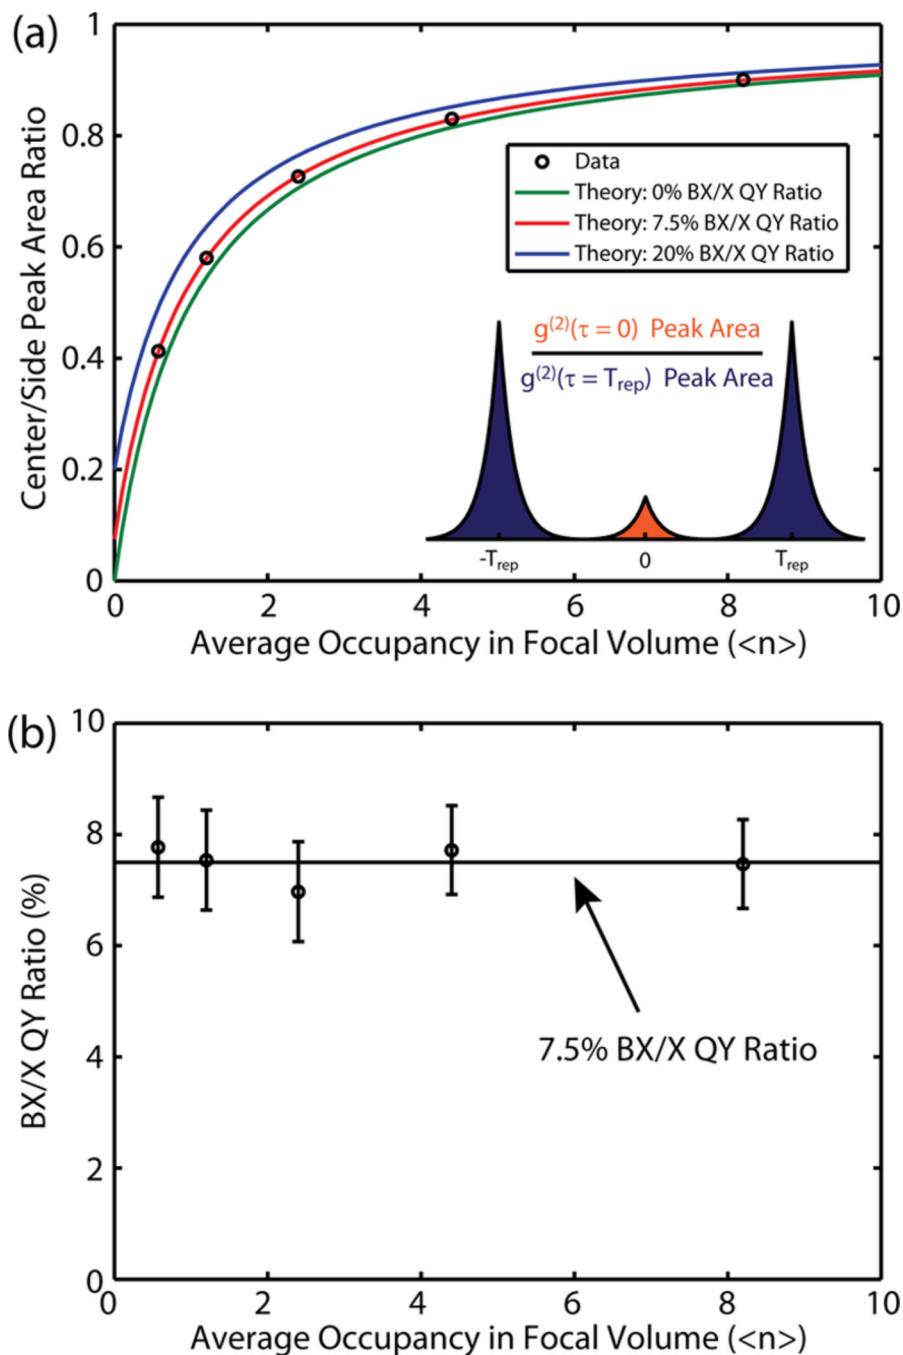 (a)
Center/Side Peak Area Ratio
1
0.8
0.6
0.4
0.2
0
Data
Theory: 0% BX/X QY Ratio
Theory: 7.5% BX/X QY Ratio
Theory: 20% BX/X QY Ratio
g(2)(τ = 0) Peak Area
g(2)(τ = Trep) Peak Area
-Trep 0 Trep
0 2 4 6 8 10
Average Occupancy in Focal Volume (<n>)
(b)
BX/X QY Ratio (%)
10
8
6
4
2
0
7.5% BX/X QY Ratio
0 2 4 6 8 10
Average Occupancy in Focal Volume (<n>)